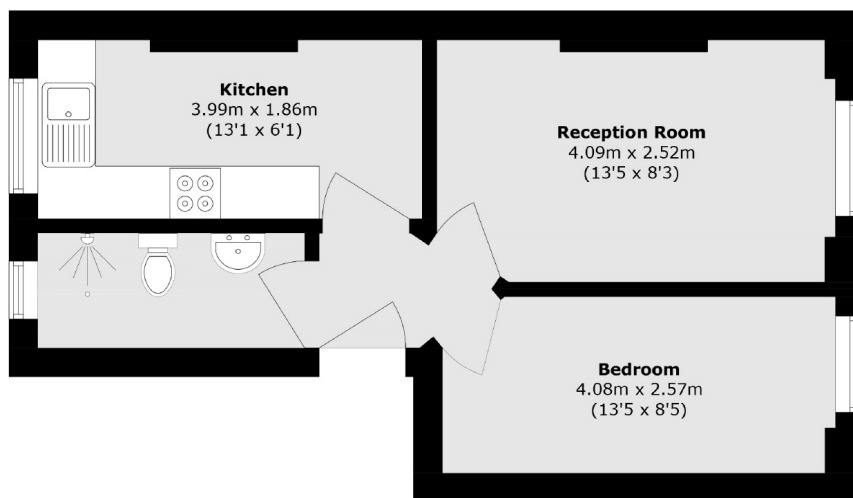 Kitchen
3.99m x 1.86m
(13'1 x 6'1)
Reception Room
4.09m x 2.52m
(13'5 x 8'3)
Bedroom
4.08m x 2.57m
(13'5 x 8'5)